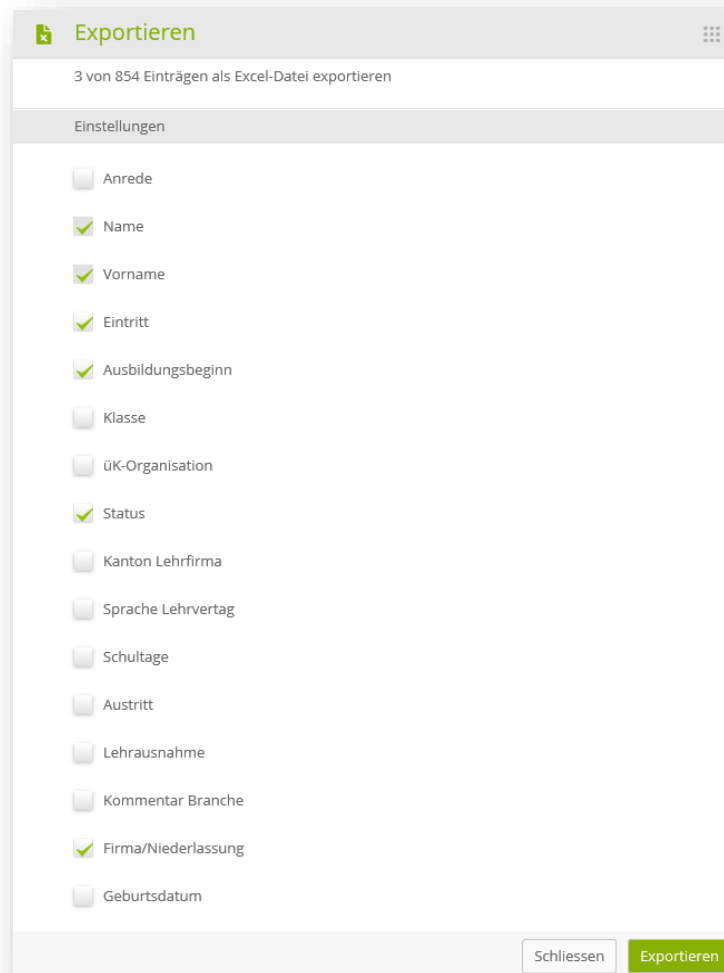 Exportieren
3 von 854 Einträgen als Excel-Datei exportieren
Einstellungen
Anrede
Name
Vorname
Eintritt
Ausbildungsbeginn
Klasse
üK-Organisation
Status
Kanton Lehrfirma
Sprache Lehrvertag
Schultage
Austritt
Lehrausnahme
Kommentar Branche
Firma/Niederlassung
Geburtsdatum
Schliessen Exportieren